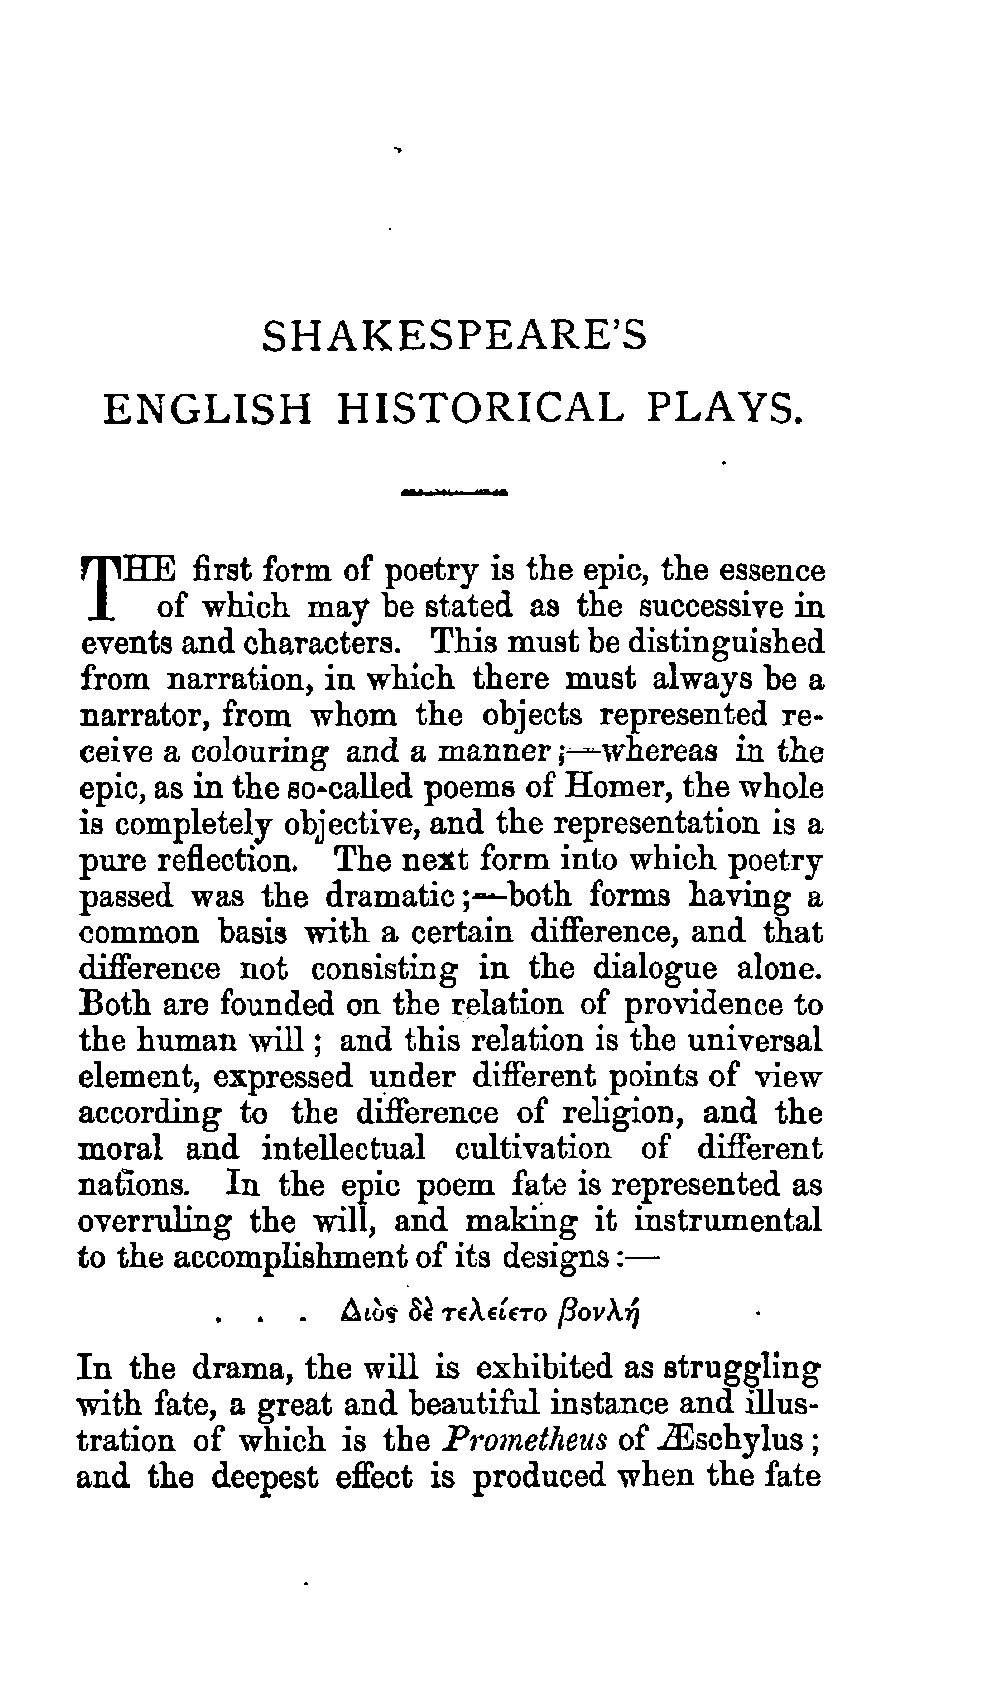 SHAKESPEARE'S
ENGLISH HISTORICAL PLAYS.
THE first form of poetry is the epic, the essence
of which may be stated as the successive in
events and characters. This must be distinguished
from narration, in which there must always be a
narrator, from whom the objects represented re-
ceive a colouring and a manner;—whereas in the
epic, as in the so-called poems of Homer, the whole
is completely objective, and the representation is a
pure reflection. The next form into which poetry
passed was the dramatic;—both forms having a
common basis with a certain difference, and that
difference not consisting in the dialogue alone.
Both are founded on the relation of providence to
the human will; and this relation is the universal
element, expressed under different points of view
according to the difference of religion, and the
moral and intellectual cultivation of different
nations. In the epic poem fate is represented as
overruling the will, and making it instrumental
to the accomplishment of its designs:—
. . . Διὸς δὲ τελείετο βουλή
In the drama, the will is exhibited as struggling
with fate, a great and beautiful instance and illus-
tration of which is the Prometheus of Æschylus;
and the deepest effect is produced when the fate